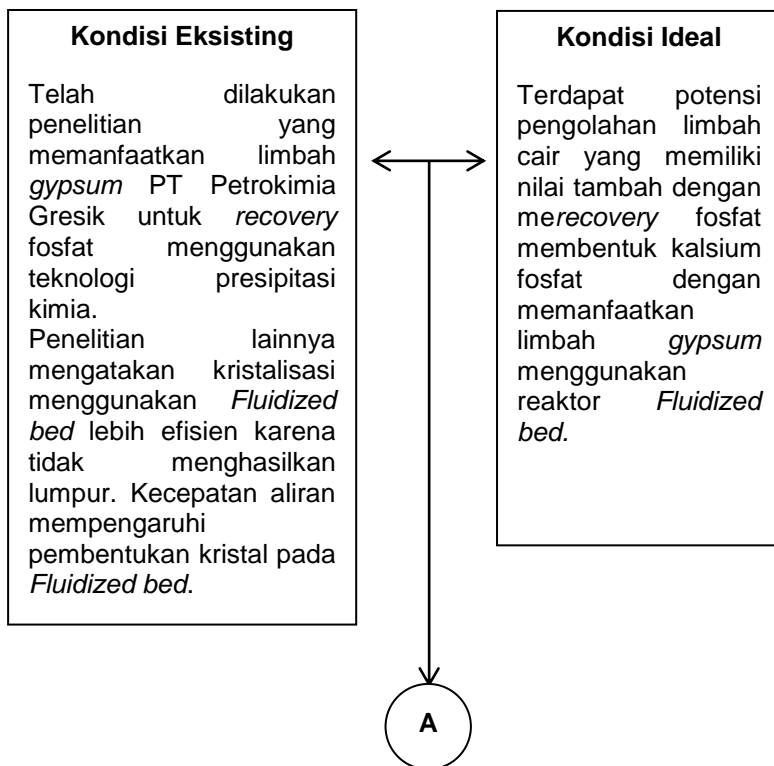 Kondisi Eksisting
Telah dilakukan
penelitian yang
memanfaatkan limbah
gypsum PT Petrokimia
Gresik untuk recovery
fosfat menggunakan
teknologi presipitasi
kimia.
Penelitian lainnya
mengatakan kristalisasi
menggunakan Fluidized
bed lebih efisien karena
tidak menghasilkan
lumpur. Kecepatan aliran
mempengaruhi
pembentukan kristal pada
Fluidized bed.
Kondisi Ideal
Terdapat potensi
pengolahan limbah
cair yang memiliki
nilai tambah dengan
merecovery fosfat
membentuk kalsium
fosfat dengan
memanfaatkan
limbah gypsum
menggunakan
reaktor Fluidized
bed.
A